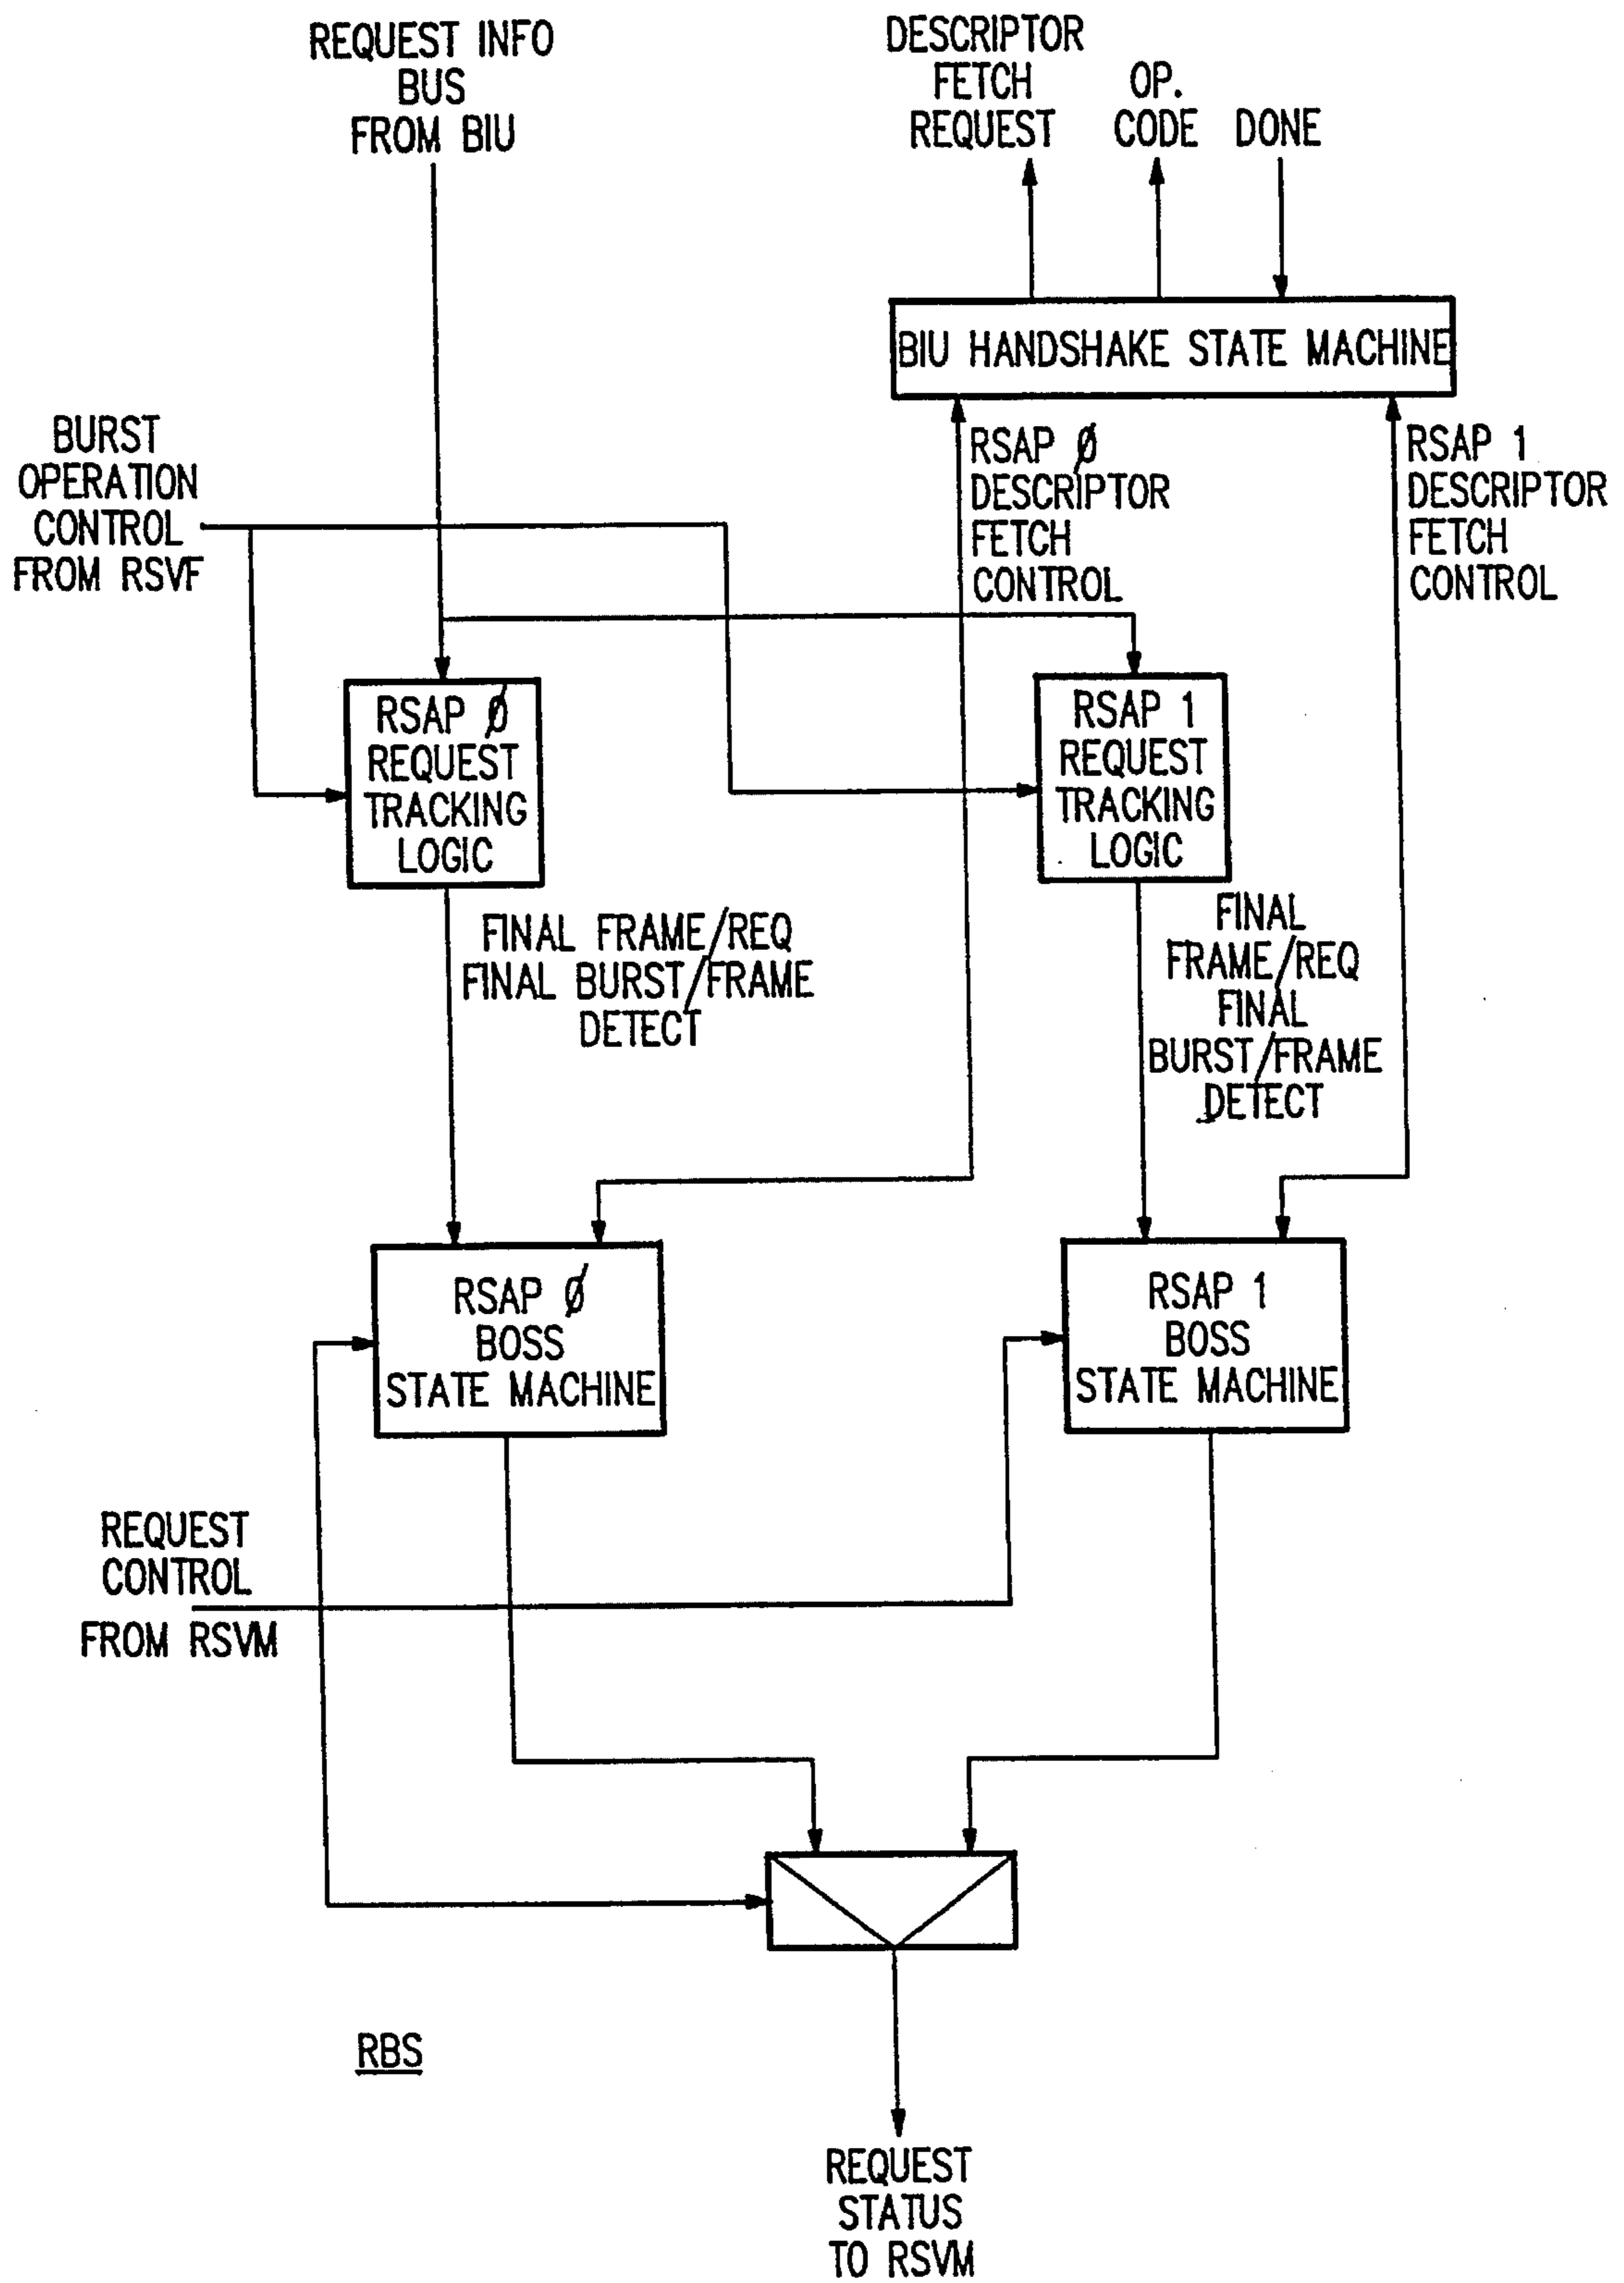 REQUEST INFO
BUS
FROM BIU
DESCRIPTOR
FETCH
REQUEST
OP.
CODE
DONE
BIU HANDSHAKE STATE MACHINE
BURST
OPERATION
CONTROL
FROM RSVF
RSAP Ø
DESCRIPTOR
FETCH
CONTROL
RSAP 1
DESCRIPTOR
FETCH
CONTROL
RSAP Ø
REQUEST
TRACKING
LOGIC
RSAP 1
REQUEST
TRACKING
LOGIC
FINAL FRAME/REQ
FINAL BURST/FRAME
DETECT
FINAL
FRAME/REQ
FINAL
BURST/FRAME
DETECT
RSAP Ø
BOSS
STATE MACHINE
RSAP 1
BOSS
STATE MACHINE
REQUEST
CONTROL
FROM RSVM
RBS
REQUEST
STATUS
TO RSVM